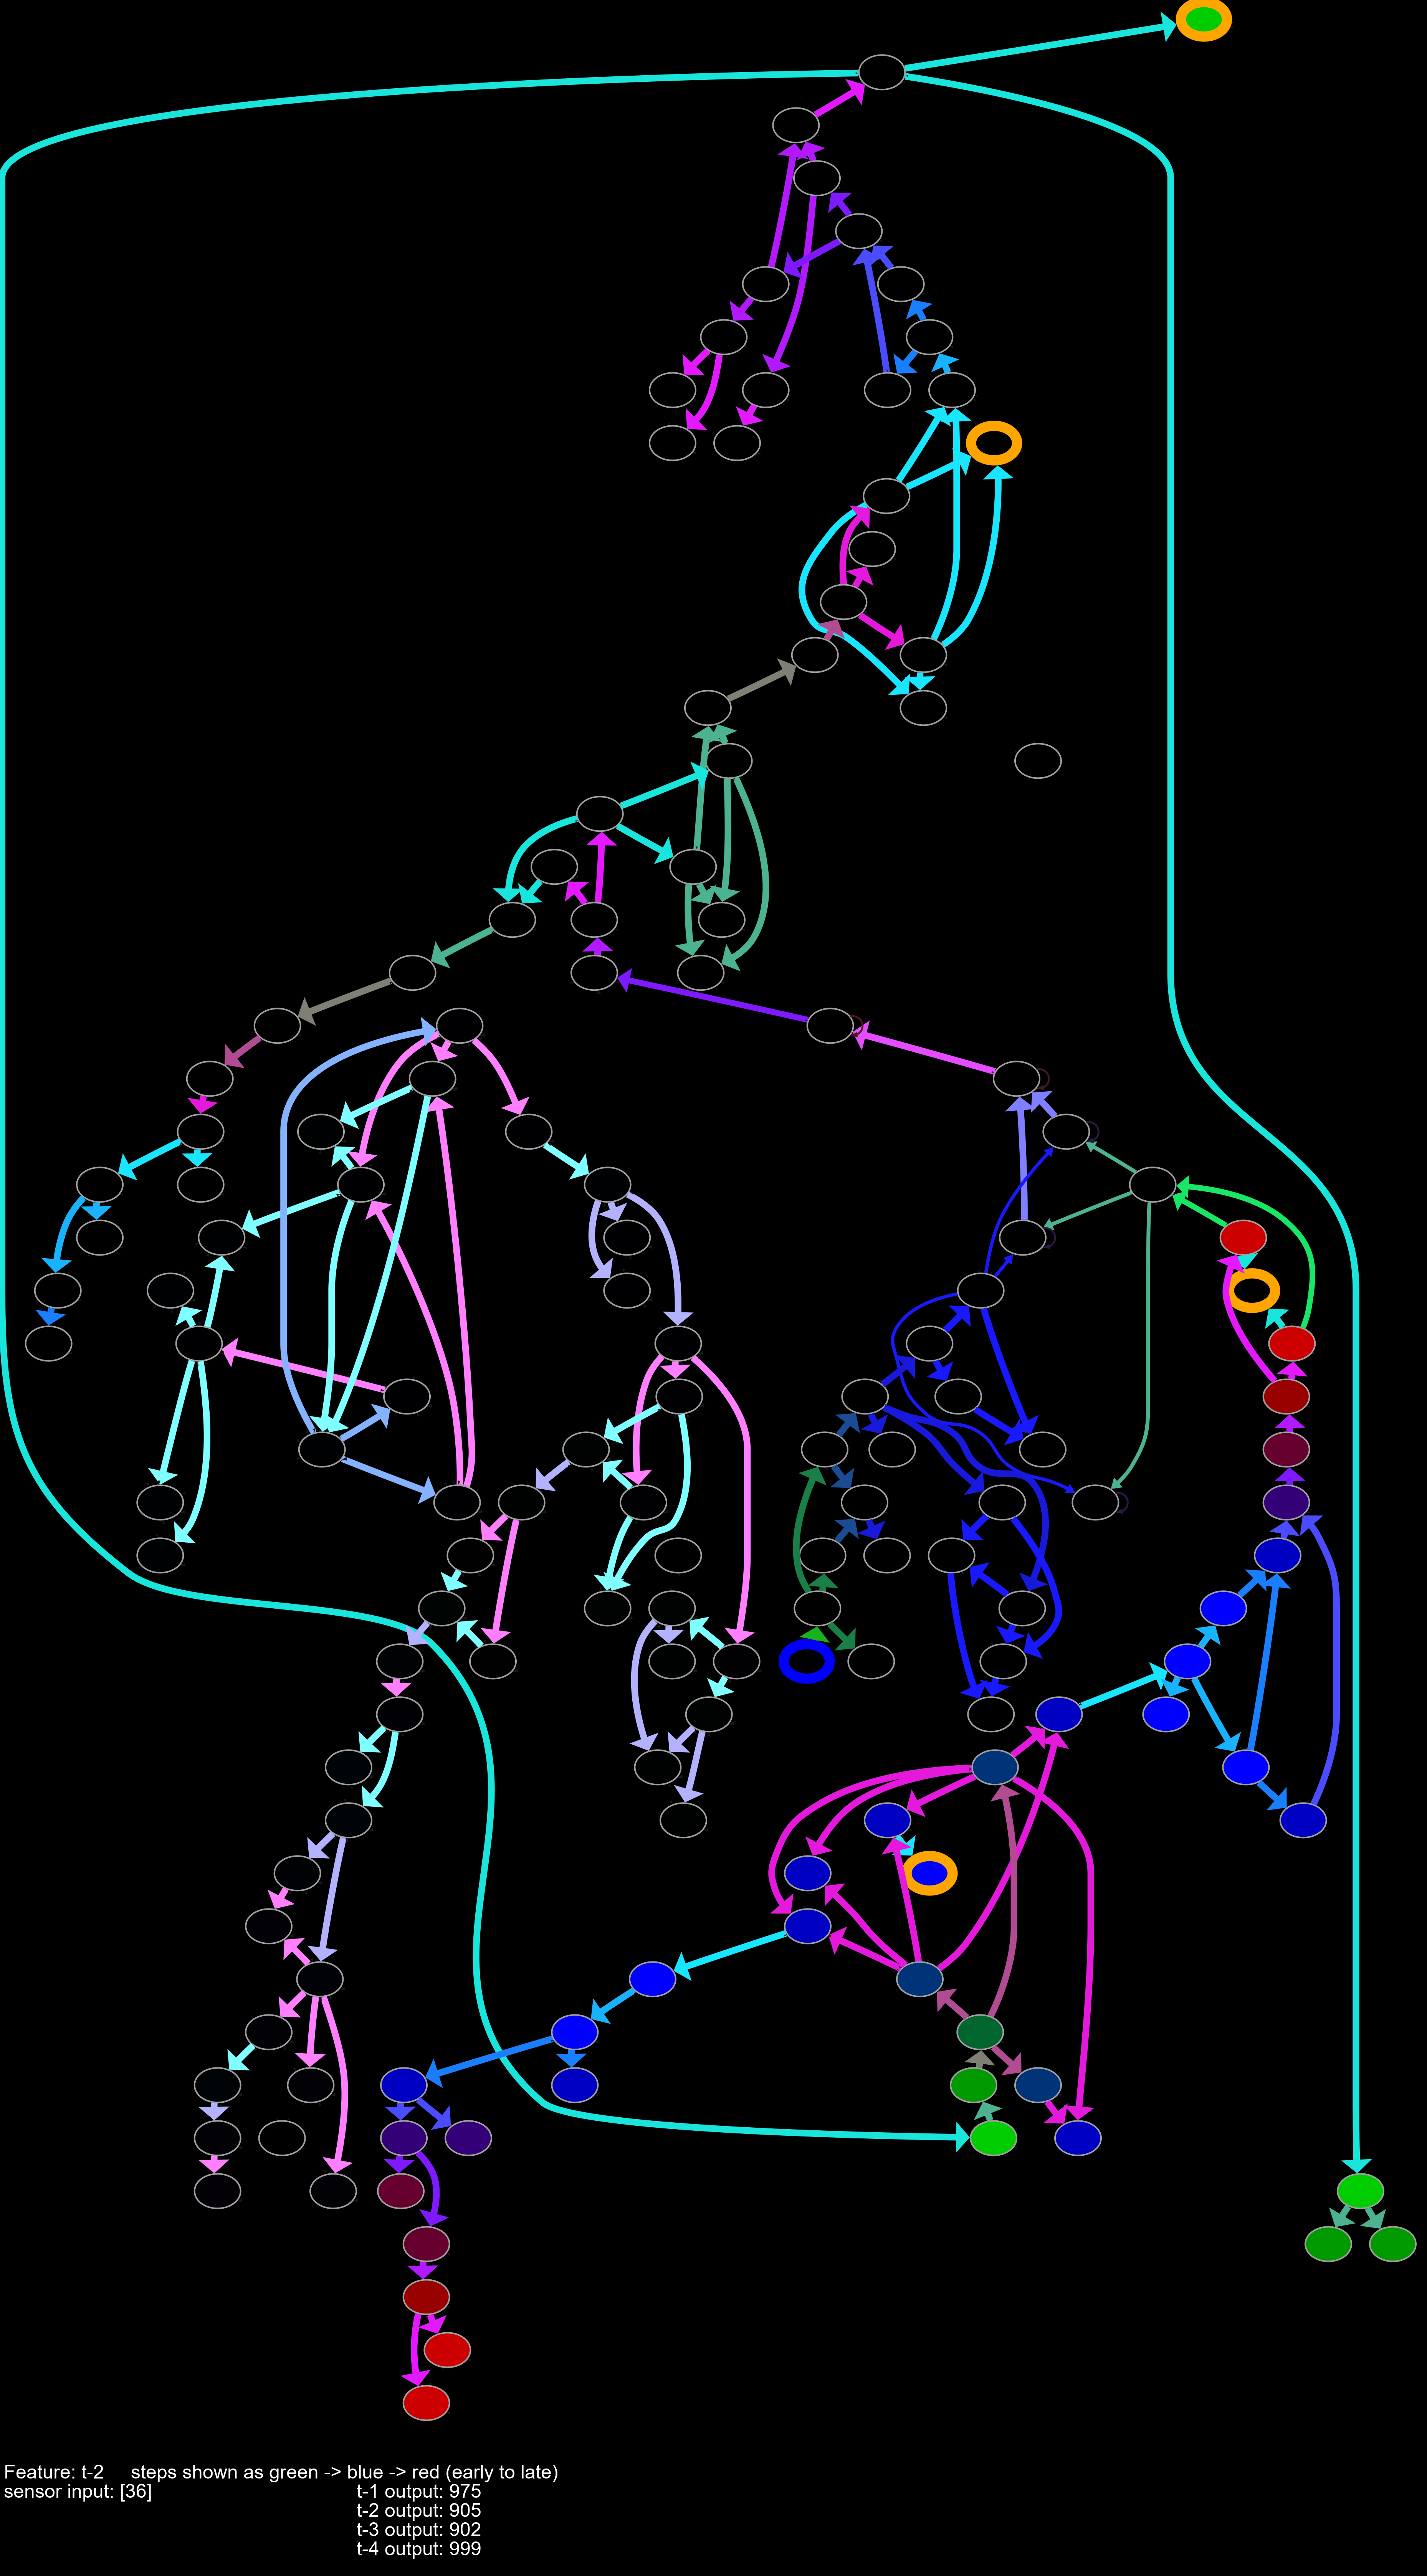 Feature: t-2     steps shown as green -> blue -> red (early to late)
sensor input: [36]
t-1 output: 975
t-2 output: 905
t-3 output: 902
t-4 output: 999